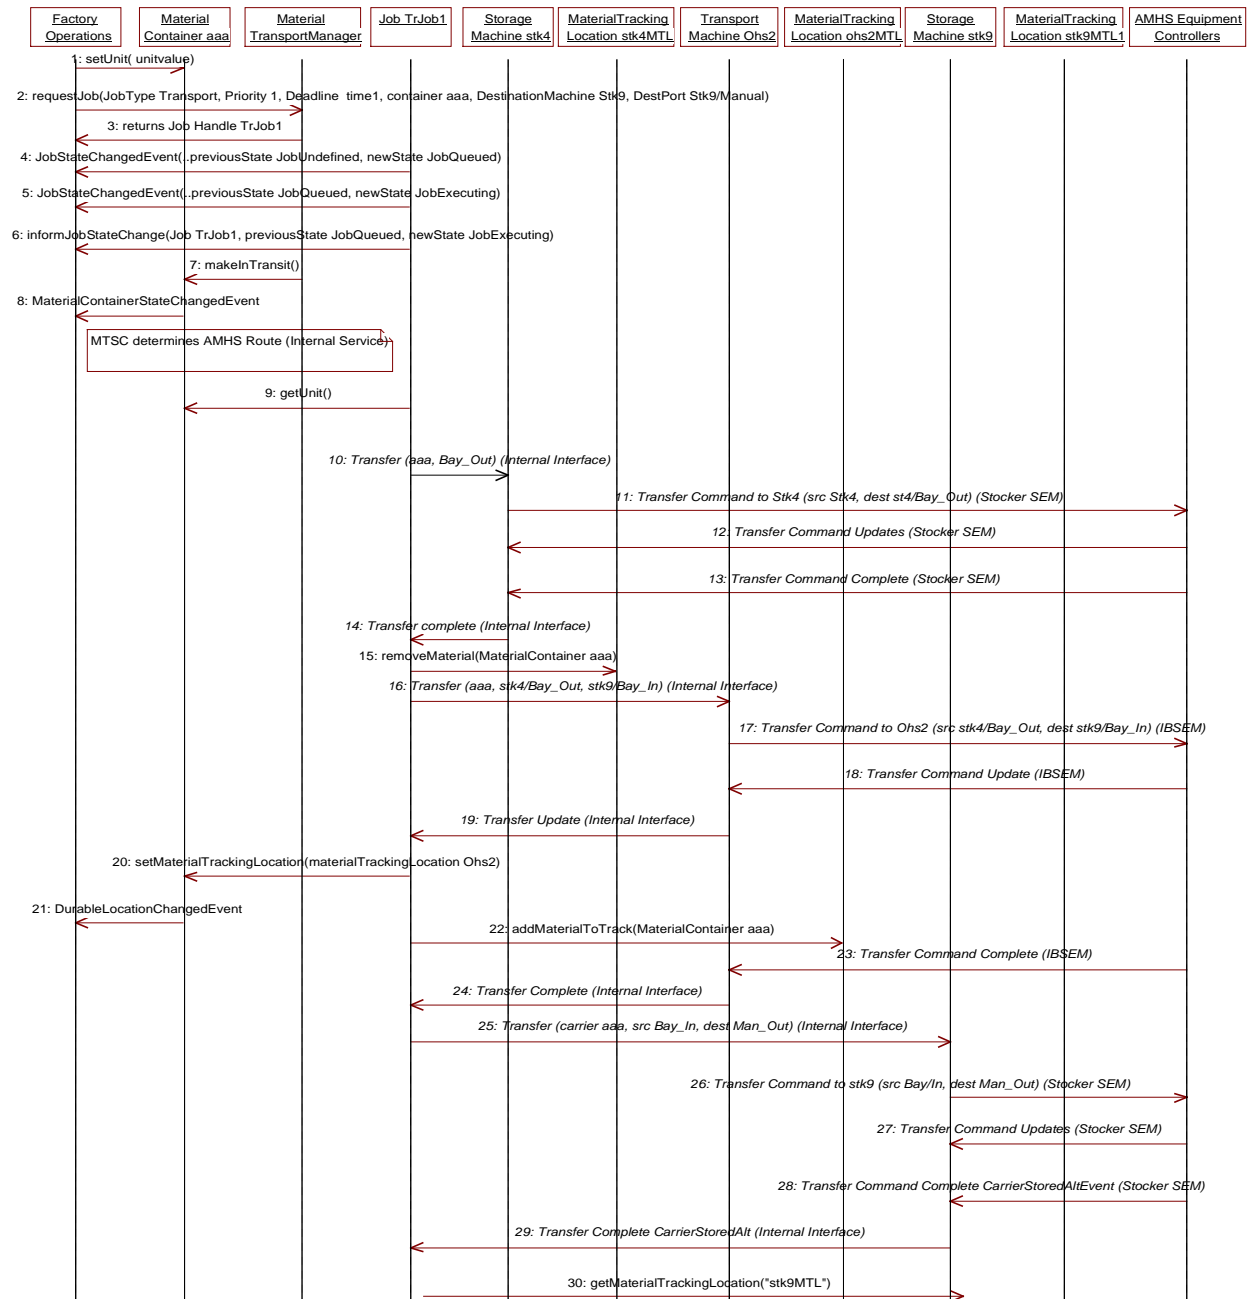 Factory
Operations
Material
Container aaa
Material
TransportManager
Job TrJob1
Storage
Machine stk4
MaterialTracking
Location stk4MTL
Transport
Machine Ohs2
MaterialTracking
Location ohs2MTL
Storage
Machine stk9
MaterialTracking
Location stk9MTL1
AMHS Equipment
Controllers
1: setUnit( unitvalue)
2: requestJob(JobType Transport, Priority 1, Deadline time1, container aaa, DestinationMachine Stk9, DestPort Stk9/Manual)
3: returns Job Handle TrJob1
4: JobStateChangedEvent(..previousState JobUndefined, newState JobQueued)
5: JobStateChangedEvent(..previousState JobQueued, newState JobExecuting)
6: informJobStateChange(Job TrJob1, previousState JobQueued, newState JobExecuting)
7: makeInTransit()
8: MaterialContainerStateChangedEvent
MTSC determines AMHS Route (Internal Service)
9: getUnit()
10: Transfer (aaa, Bay_Out) (Internal Interface)
11: Transfer Command to Stk4 (src Stk4, dest st4/Bay_Out) (Stocker SEM)
12: Transfer Command Updates (Stocker SEM)
13: Transfer Command Complete (Stocker SEM)
14: Transfer complete (Internal Interface)
15: removeMaterial(MaterialContainer aaa)
16: Transfer (aaa, stk4/Bay_Out, stk9/Bay_In) (Internal Interface)
17: Transfer Command to Ohs2 (src stk4/Bay_Out, dest stk9/Bay_In) (IBSEM)
18: Transfer Command Update (IBSEM)
19: Transfer Update (Internal Interface)
20: setMaterialTrackingLocation(materialTrackingLocation Ohs2)
21: DurableLocationChangedEvent
22: addMaterialToTrack(MaterialContainer aaa)
23: Transfer Command Complete (IBSEM)
24: Transfer Complete (Internal Interface)
25: Transfer (carrier aaa, src Bay_In, dest Man_Out) (Internal Interface)
26: Transfer Command to stk9 (src Bay/In, dest Man_Out) (Stocker SEM)
27: Transfer Command Updates (Stocker SEM)
28: Transfer Command Complete CarrierStoredAltEvent (Stocker SEM)
29: Transfer Complete CarrierStoredAlt (Internal Interface)
30: getMaterialTrackingLocation("stk9MTL")